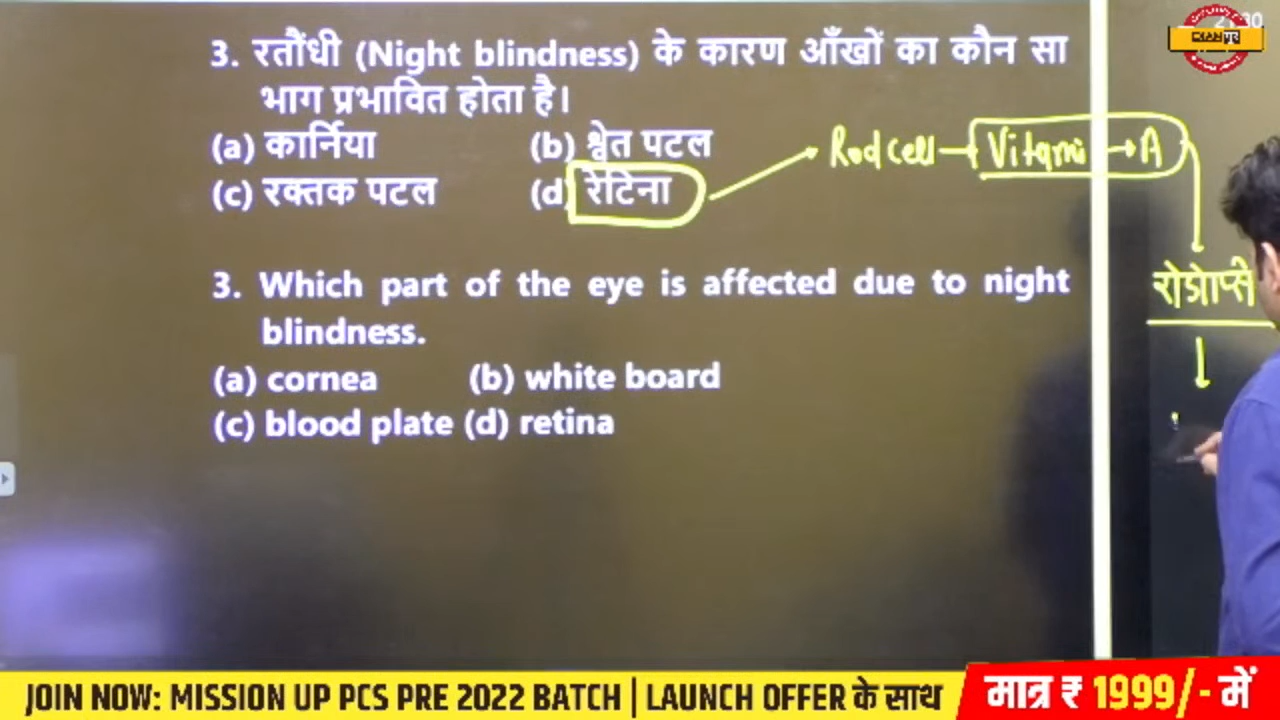 3. रतौंधी (Night blindness) के कारण आँखों का कौन सा
भाग प्रभावित होता है।
(a) कार्निया (b) श्वेत पटल
(c) रक्तक पटल (d) रेटिना
Rod cell → Vitami → A
रोडोप्से
3. Which part of the eye is affected due to night
blindness.
(a) cornea (b) white board
(c) blood plate (d) retina
JOIN NOW: MISSION UP PCS PRE 2022 BATCH | LAUNCH OFFER के साथ
मात्र ₹ 1999/- में